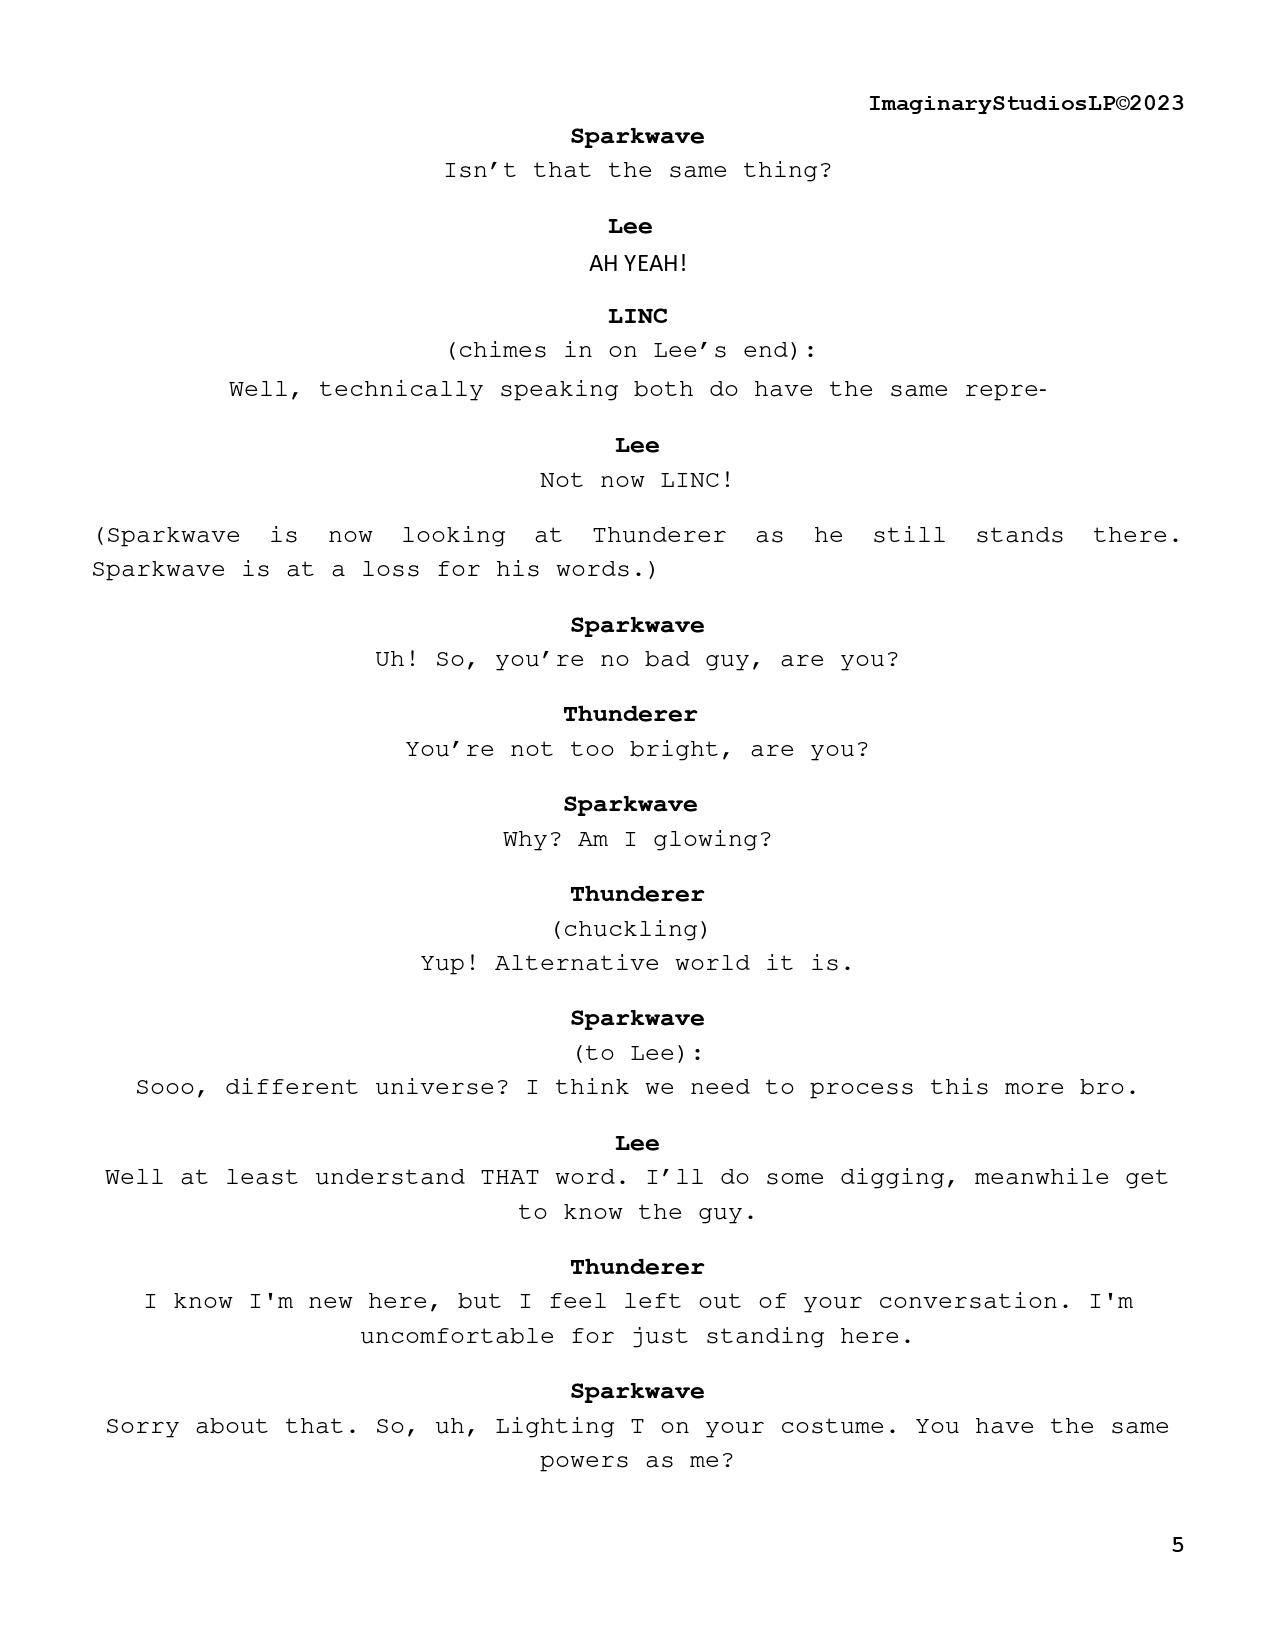 ImaginaryStudiosLP©2023
Sparkwave
Isn’t that the same thing?
Lee
AH YEAH!
LINC
(chimes in on Lee’s end):
Well, technically speaking both do have the same repre-
Lee
Not now LINC!
(Sparkwave is now looking at Thunderer as he still stands there.
Sparkwave is at a loss for his words.)
Sparkwave
Uh! So, you’re no bad guy, are you?
Thunderer
You’re not too bright, are you?
Sparkwave
Why? Am I glowing?
Thunderer
(chuckling)
Yup! Alternative world it is.
Sparkwave
(to Lee):
Sooo, different universe? I think we need to process this more bro.
Lee
Well at least understand THAT word. I’ll do some digging, meanwhile get
to know the guy.
Thunderer
I know I'm new here, but I feel left out of your conversation. I'm
uncomfortable for just standing here.
Sparkwave
Sorry about that. So, uh, Lighting T on your costume. You have the same
powers as me?
5